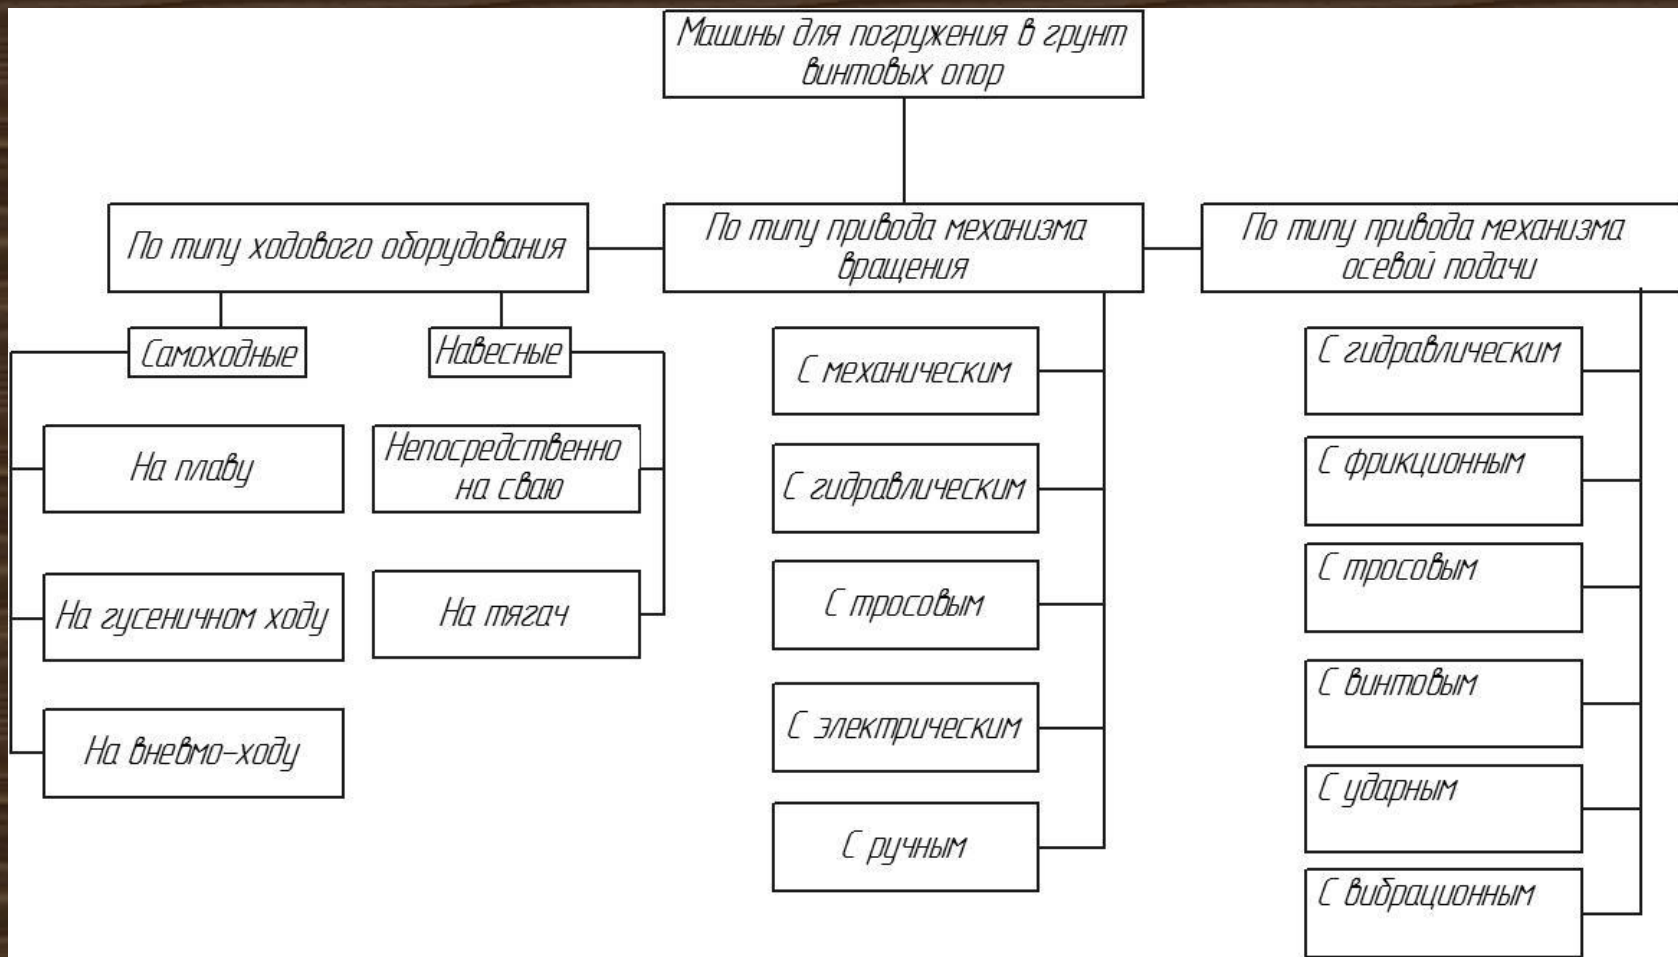 Машины для погружения в грунт
винтовых опор
По типу ходового оборудования
По типу привода механизма
вращения
По типу привода механизма
осевой подачи
Самоходные
Навесные
На плаву
На гусеничном ходу
На вневмо-ходу
Непосредственно
на сваю
На тягач
С механическим
С гидравлическим
С тросовым
С электрическим
С ручным
С гидравлическим
С фрикционным
С тросовым
С винтовым
С ударным
С вибрационным